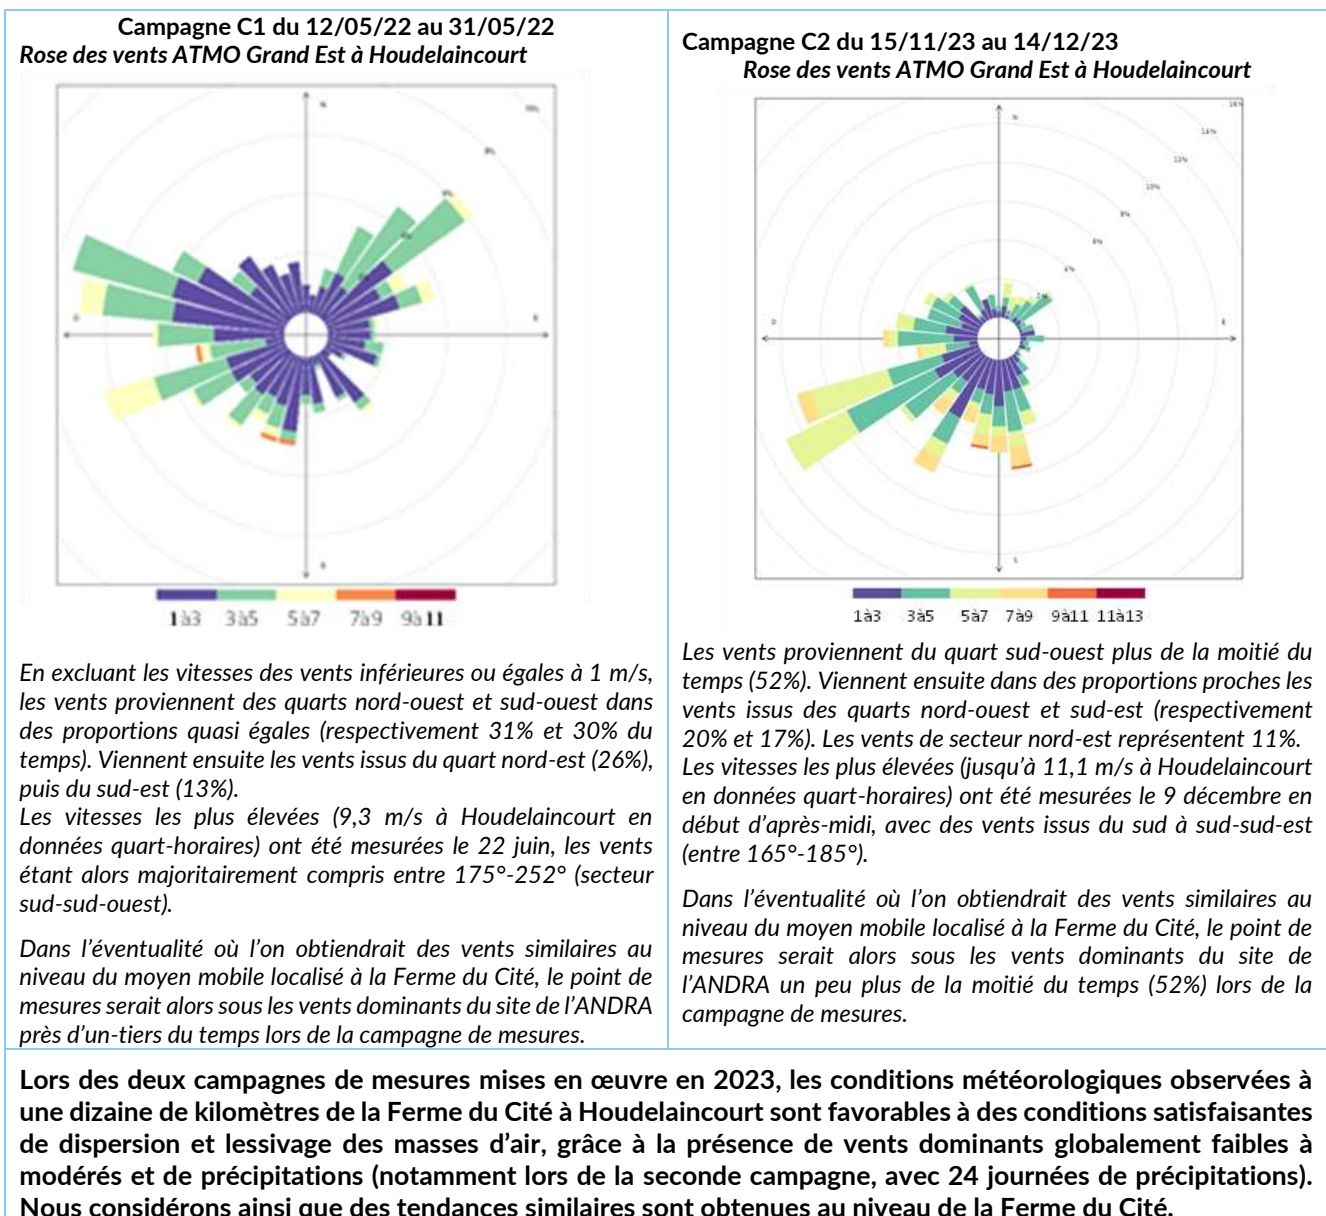 Campagne C1 du 12/05/22 au 31/05/22
Rose des vents ATMO Grand Est à Houdelaincourt
N
8%
6%
4%
2%
O
E
S
1à3 3à5 5à7 7à9 9à11
En excluant les vitesses des vents inférieures ou égales à 1 m/s,
les vents proviennent des quarts nord-ouest et sud-ouest dans
des proportions quasi égales (respectivement 31% et 30% du
temps). Viennent ensuite les vents issus du quart nord-est (26%),
puis du sud-est (13%).
Les vitesses les plus élevées (9,3 m/s à Houdelaincourt en
données quart-horaires) ont été mesurées le 22 juin, les vents
étant alors majoritairement compris entre 175°-252° (secteur
sud-sud-ouest).
Dans l’éventualité où l’on obtiendrait des vents similaires au
niveau du moyen mobile localisé à la Ferme du Cité, le point de
mesures serait alors sous les vents dominants du site de l’ANDRA
près d’un-tiers du temps lors de la campagne de mesures.
Campagne C2 du 15/11/23 au 14/12/23
Rose des vents ATMO Grand Est à Houdelaincourt
16%
14%
12%
10%
8%
6%
4%
2%
N
O
E
S
1à3 3à5 5à7 7à9 9à11 11à13
Les vents proviennent du quart sud-ouest plus de la moitié du
temps (52%). Viennent ensuite dans des proportions proches les
vents issus des quarts nord-ouest et sud-est (respectivement
20% et 17%). Les vents de secteur nord-est représentent 11%.
Les vitesses les plus élevées (jusqu’à 11,1 m/s à Houdelaincourt
en données quart-horaires) ont été mesurées le 9 décembre en
début d’après-midi, avec des vents issus du sud à sud-sud-est
(entre 165°-185°).
Dans l’éventualité où l’on obtiendrait des vents similaires au
niveau du moyen mobile localisé à la Ferme du Cité, le point de
mesures serait alors sous les vents dominants du site de
l’ANDRA un peu plus de la moitié du temps (52%) lors de la
campagne de mesures.
Lors des deux campagnes de mesures mises en œuvre en 2023, les conditions météorologiques observées à
une dizaine de kilomètres de la Ferme du Cité à Houdelaincourt sont favorables à des conditions satisfaisantes
de dispersion et lessivage des masses d’air, grâce à la présence de vents dominants globalement faibles à
modérés et de précipitations (notamment lors de la seconde campagne, avec 24 journées de précipitations).
Nous considérons ainsi que des tendances similaires sont obtenues au niveau de la Ferme du Cité.